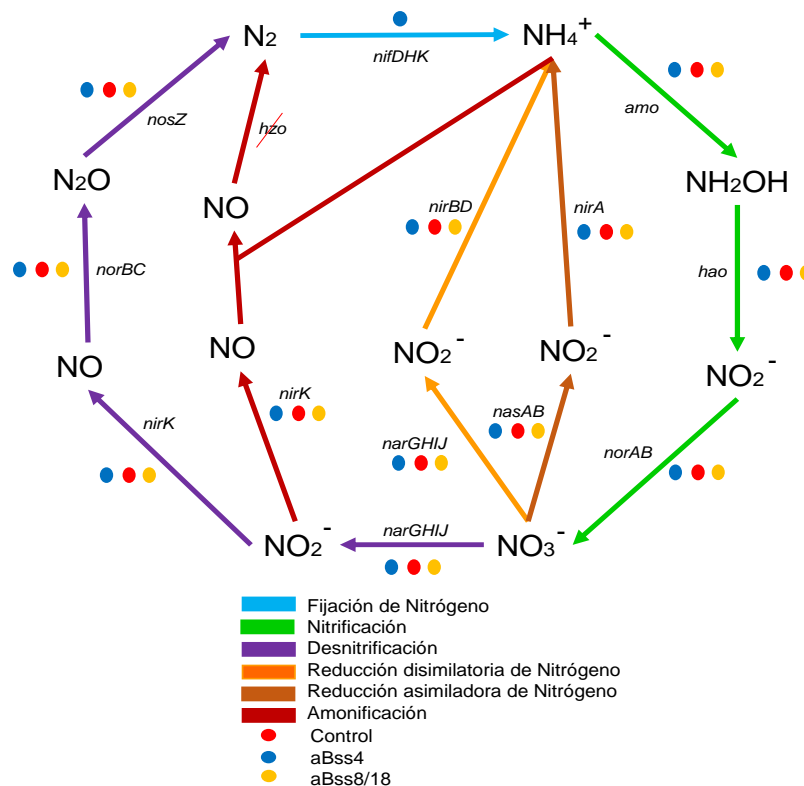 N₂
NH₄⁺
nifDHK
nosZ
hzo
amo
N₂O
NO
NH₂OH
nirBD
nirA
norBC
hao
NO
NO
NO₂⁻
NO₂⁻
NO₂⁻
nirK
nirK
nasAB
narGHIJ
norAB
NO₂⁻
narGHIJ
NO₃⁻
Fijación de Nitrógeno
Nitrificación
Desnitrificación
Reducción disimilatoria de Nitrógeno
Reducción asimiladora de Nitrógeno
Amonificación
Control
aBss4
aBss8/18